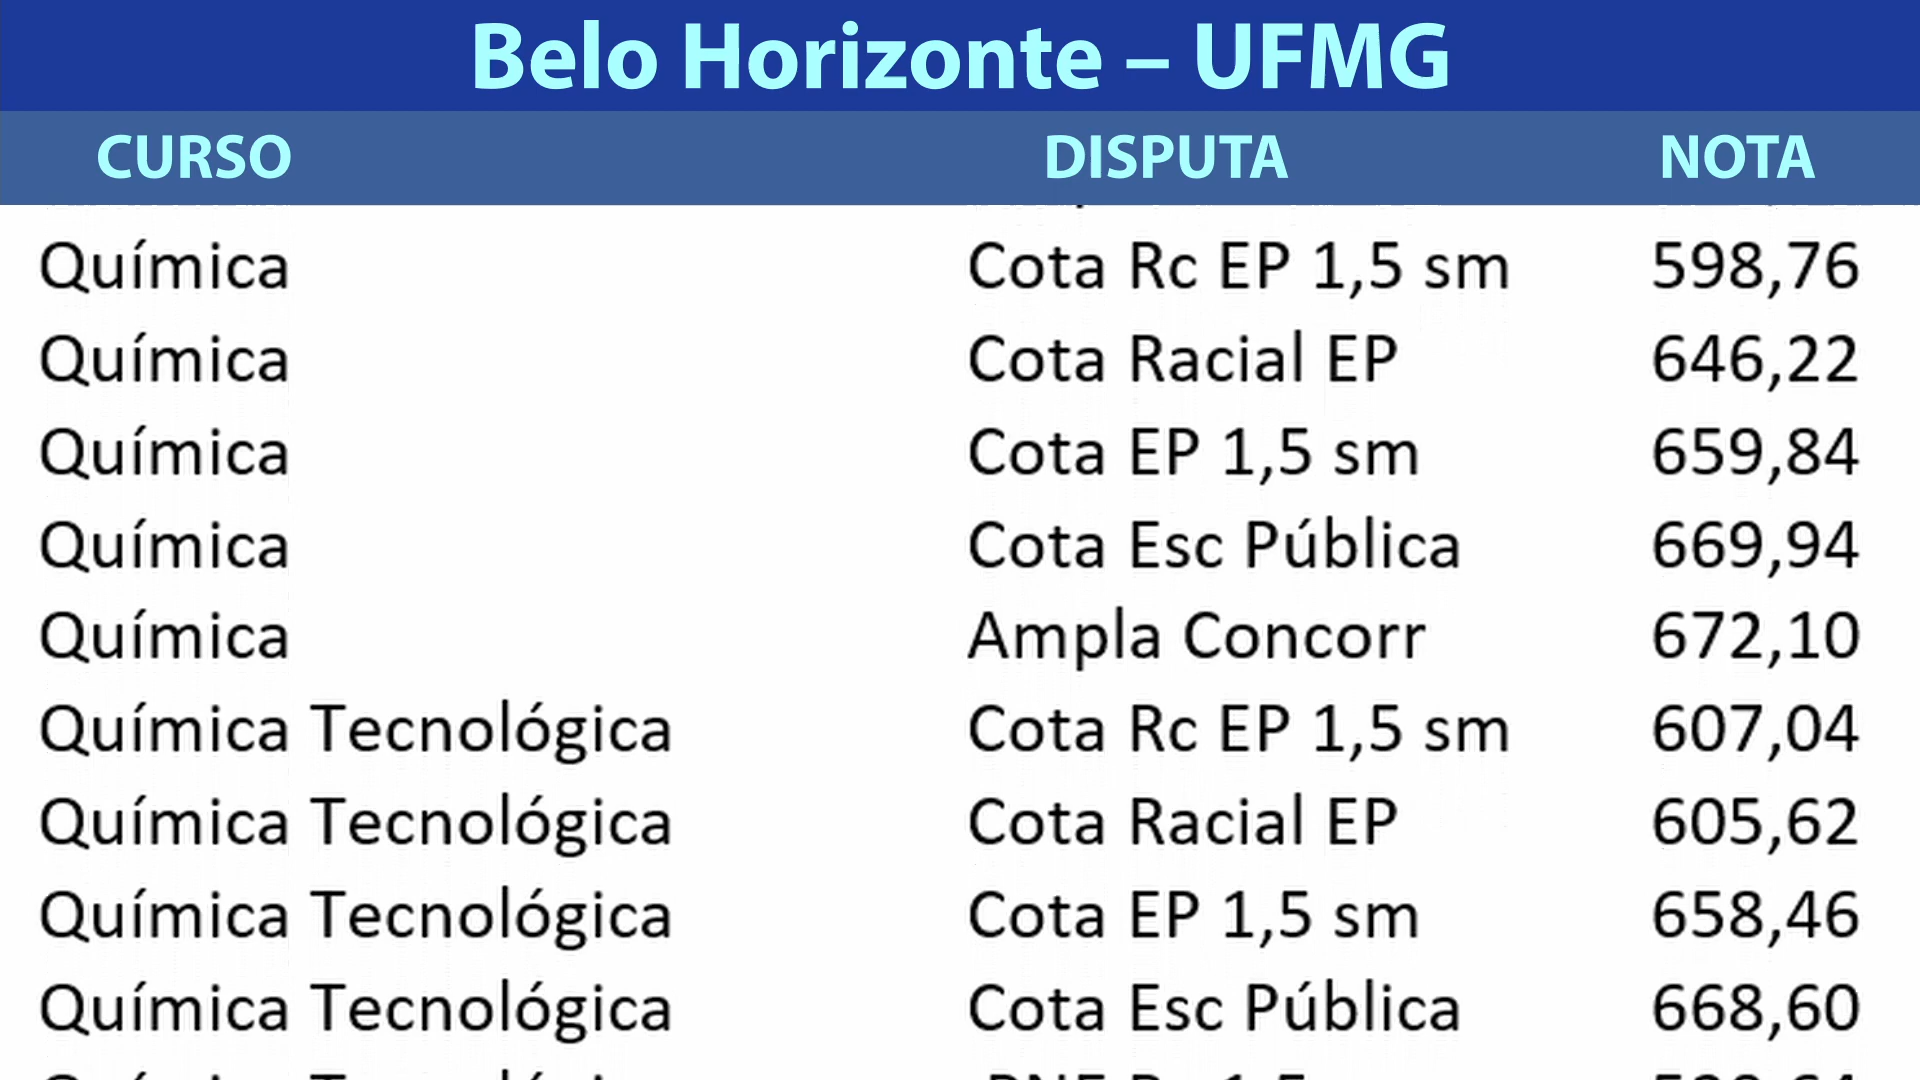 Belo Horizonte – UFMG
CURSO DISPUTA NOTA
Química Cota Rc EP 1,5 sm 598,76
Química Cota Racial EP 646,22
Química Cota EP 1,5 sm 659,84
Química Cota Esc Pública 669,94
Química Ampla Concorr 672,10
Química Tecnológica Cota Rc EP 1,5 sm 607,04
Química Tecnológica Cota Racial EP 605,62
Química Tecnológica Cota EP 1,5 sm 658,46
Química Tecnológica Cota Esc Pública 668,60